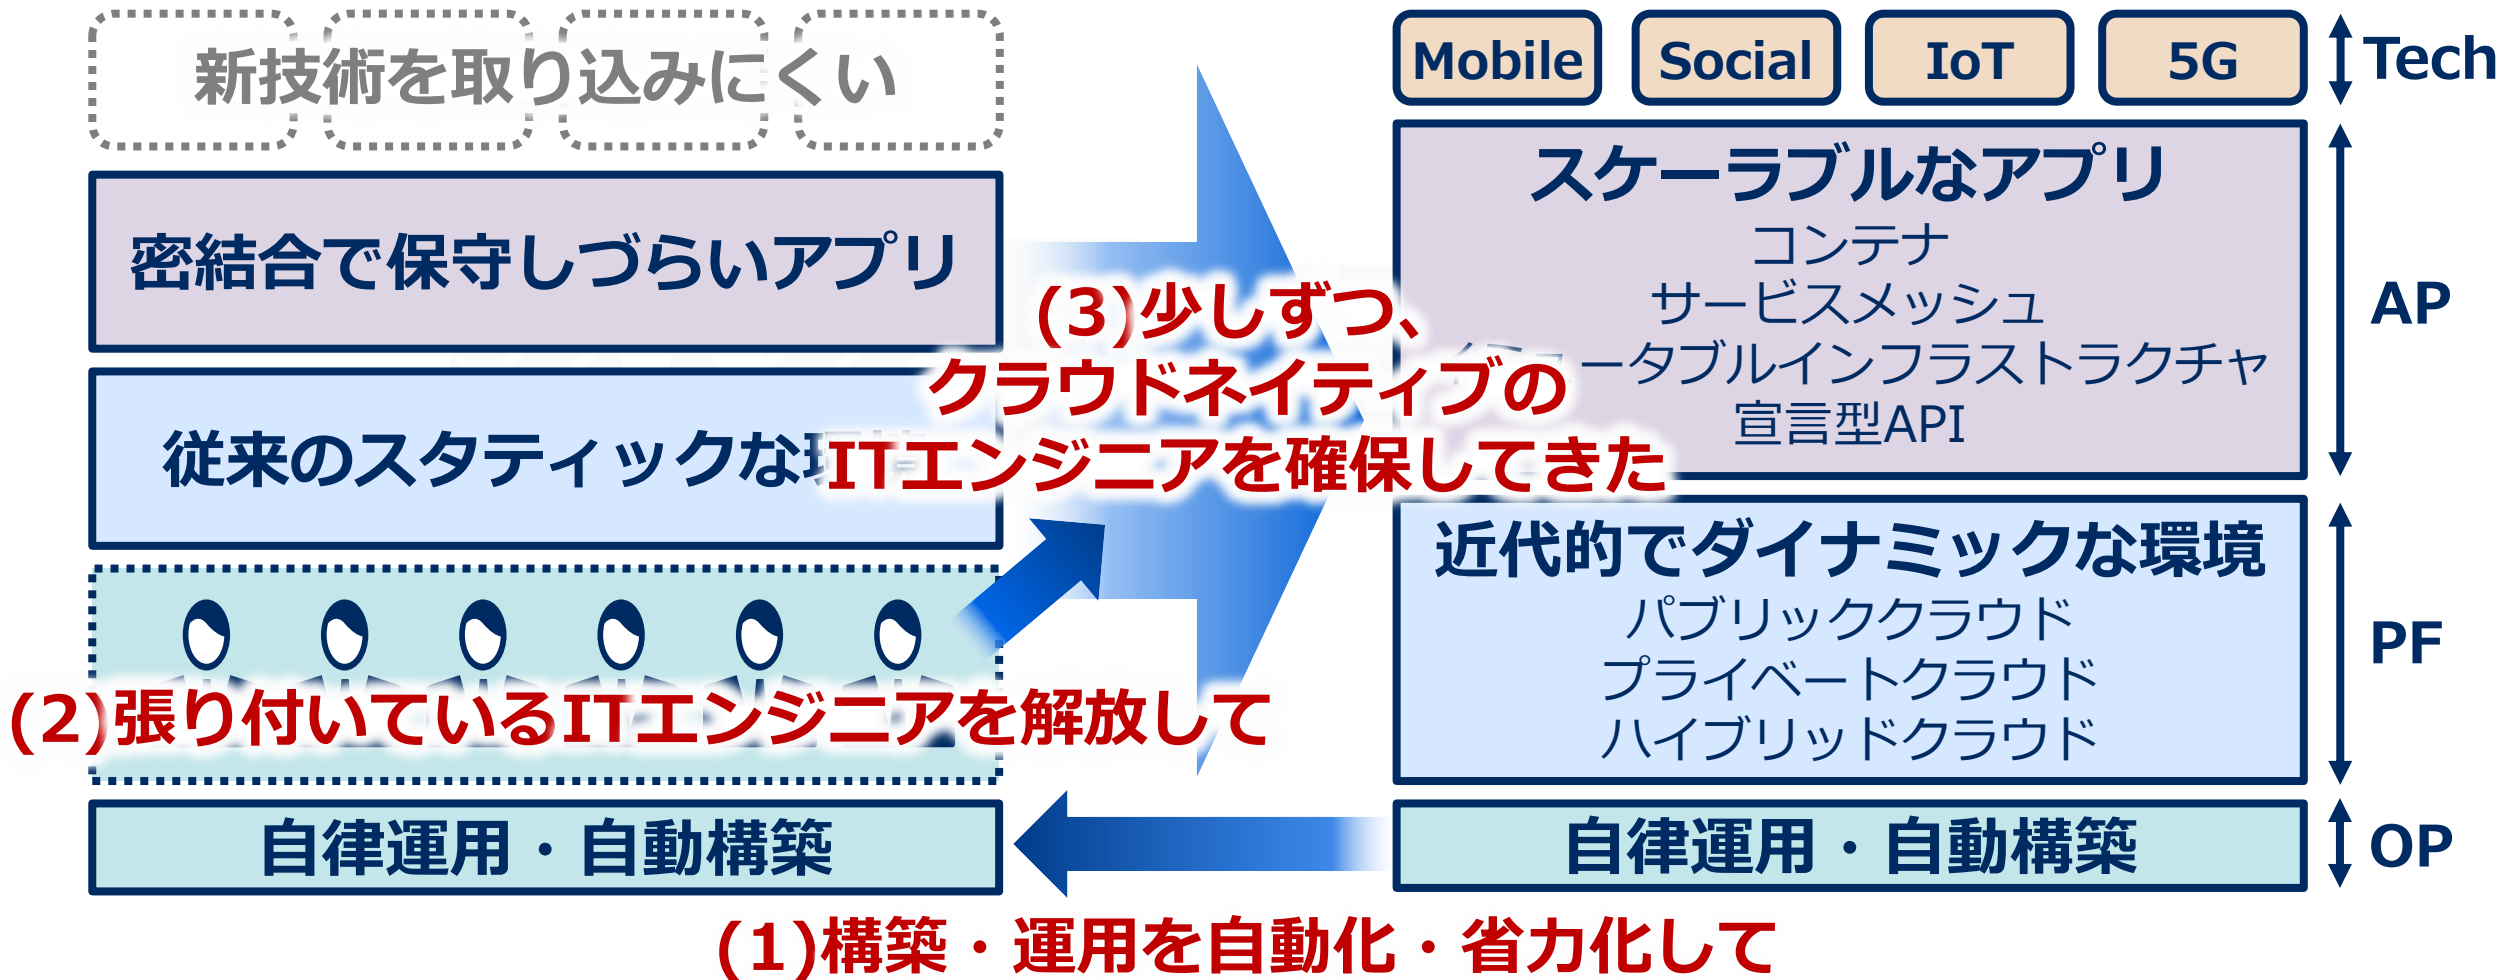 新技術を取り込みにくい
密結合で保守しづらいアプリ
従来のスタティックな
(2)張り付いているITエンジニアを解放して
自律運用・自動構築
(3)少しずつ、
クラウドネイティブの
ITエンジニアを確保してきた
(1)構築・運用を自動化・省力化して
Mobile
Social
IoT
5G
Tech
スケーラブルなアプリ
コンテナ
サービスメッシュ
ータブルインフラストラクチャ
宣言型API
AP
近代的でダイナミックな環境
パブリッククラウド
プライベートクラウド
ハイブリッドクラウド
PF
自律運用・自動構築
OP